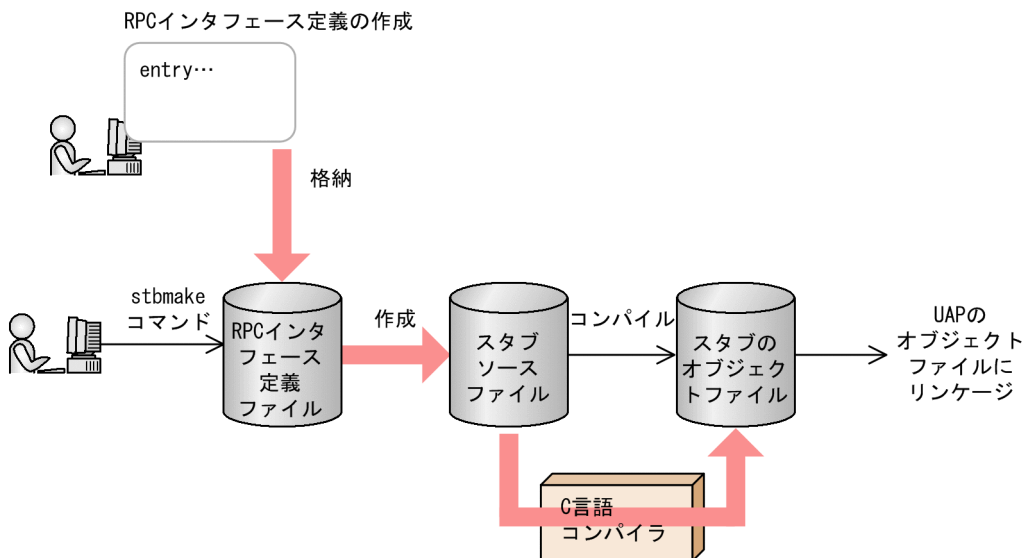 RPCインタフェース定義の作成
entry…
格納
stbmake
コマンド
RPCインタ
フェース
定義
ファイル
作成
スタブ
ソース
ファイル
コンパイル
スタブの
オブジェク
トファイル
UAPの
オブジェクト
ファイルに
リンケージ
C言語
コンパイラ